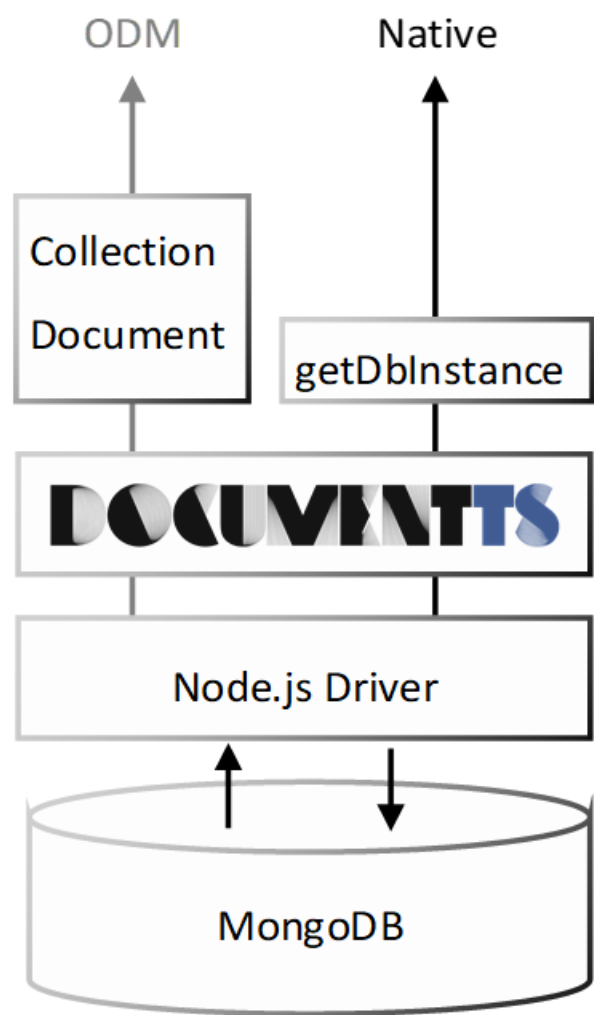 ODM
Native
Collection
Document
getDbInstance
DOCUMENTTS
Node.js Driver
MongoDB